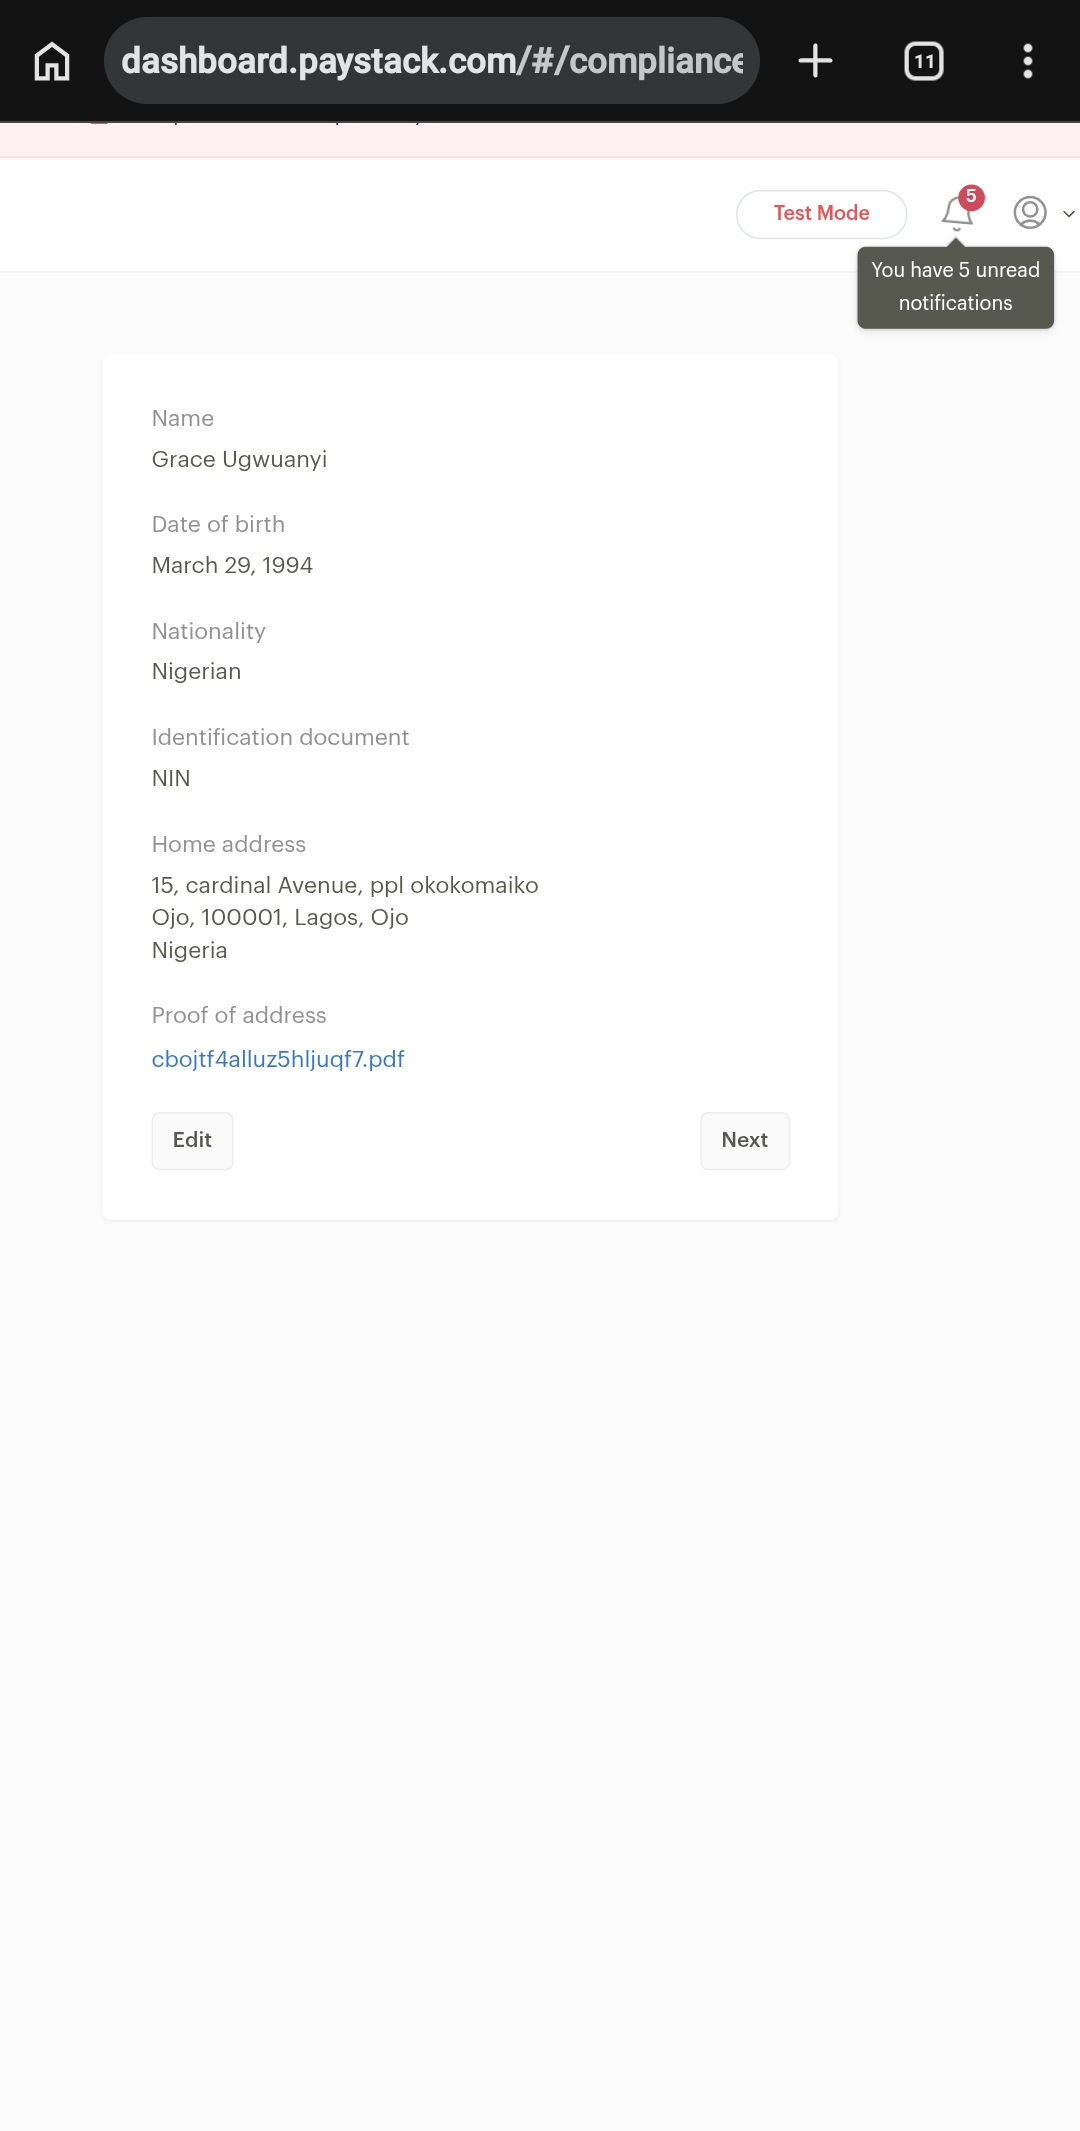 dashboard.paystack.com/#/compliance
11
Test Mode
5
You have 5 unread
notifications
Name
Grace Ugwuanyi
Date of birth
March 29, 1994
Nationality
Nigerian
Identification document
NIN
Home address
15, cardinal Avenue, ppl okokomaiko
Ojo, 100001, Lagos, Ojo
Nigeria
Proof of address
cbojtf4alluz5hljuqf7.pdf
Edit
Next